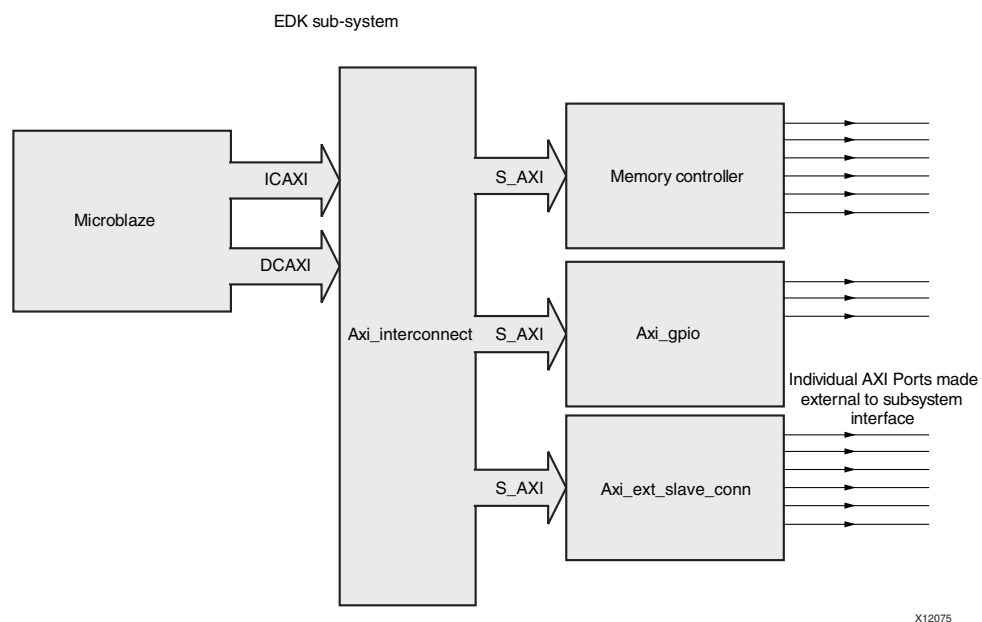 EDK sub-system
Microblaze
ICAXI
DCAXI
Axi_interconnect
S_AXI
Memory controller
S_AXI
Axi_gpio
Individual AXI Ports made
external to sub-system
interface
S_AXI
Axi_ext_slave_conn
X12075